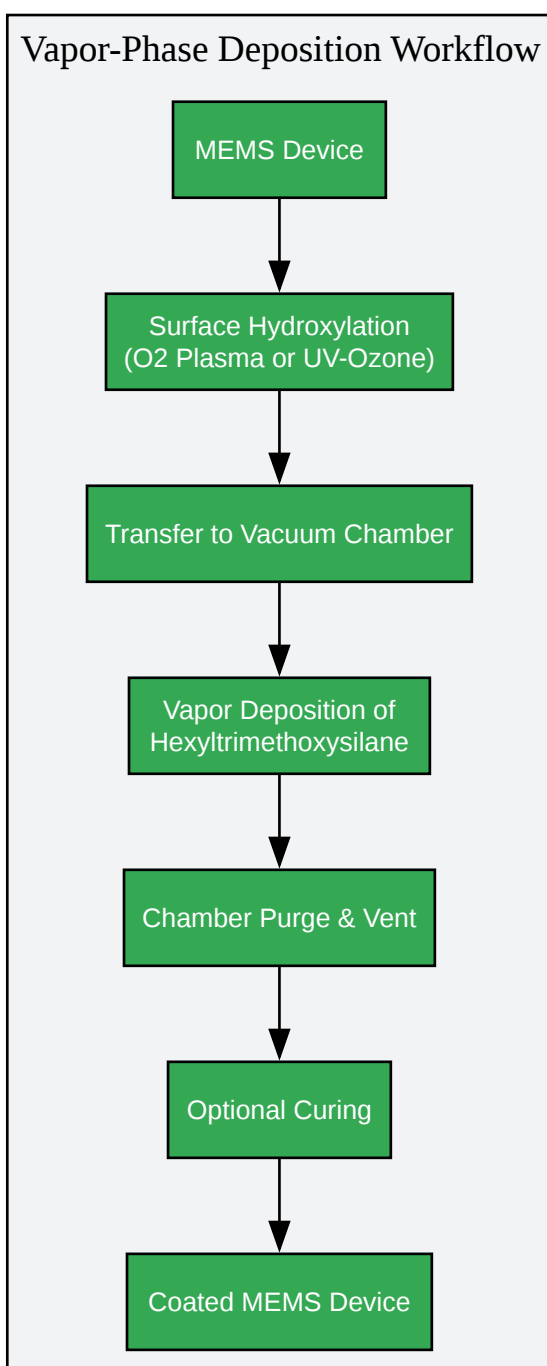 Vapor-Phase Deposition Workflow
MEMS Device
Surface Hydroxylation
(O2 Plasma or UV-Ozone)
Transfer to Vacuum Chamber
Vapor Deposition of
Hexyltrimethoxysilane
Chamber Purge & Vent
Optional Curing
Coated MEMS Device